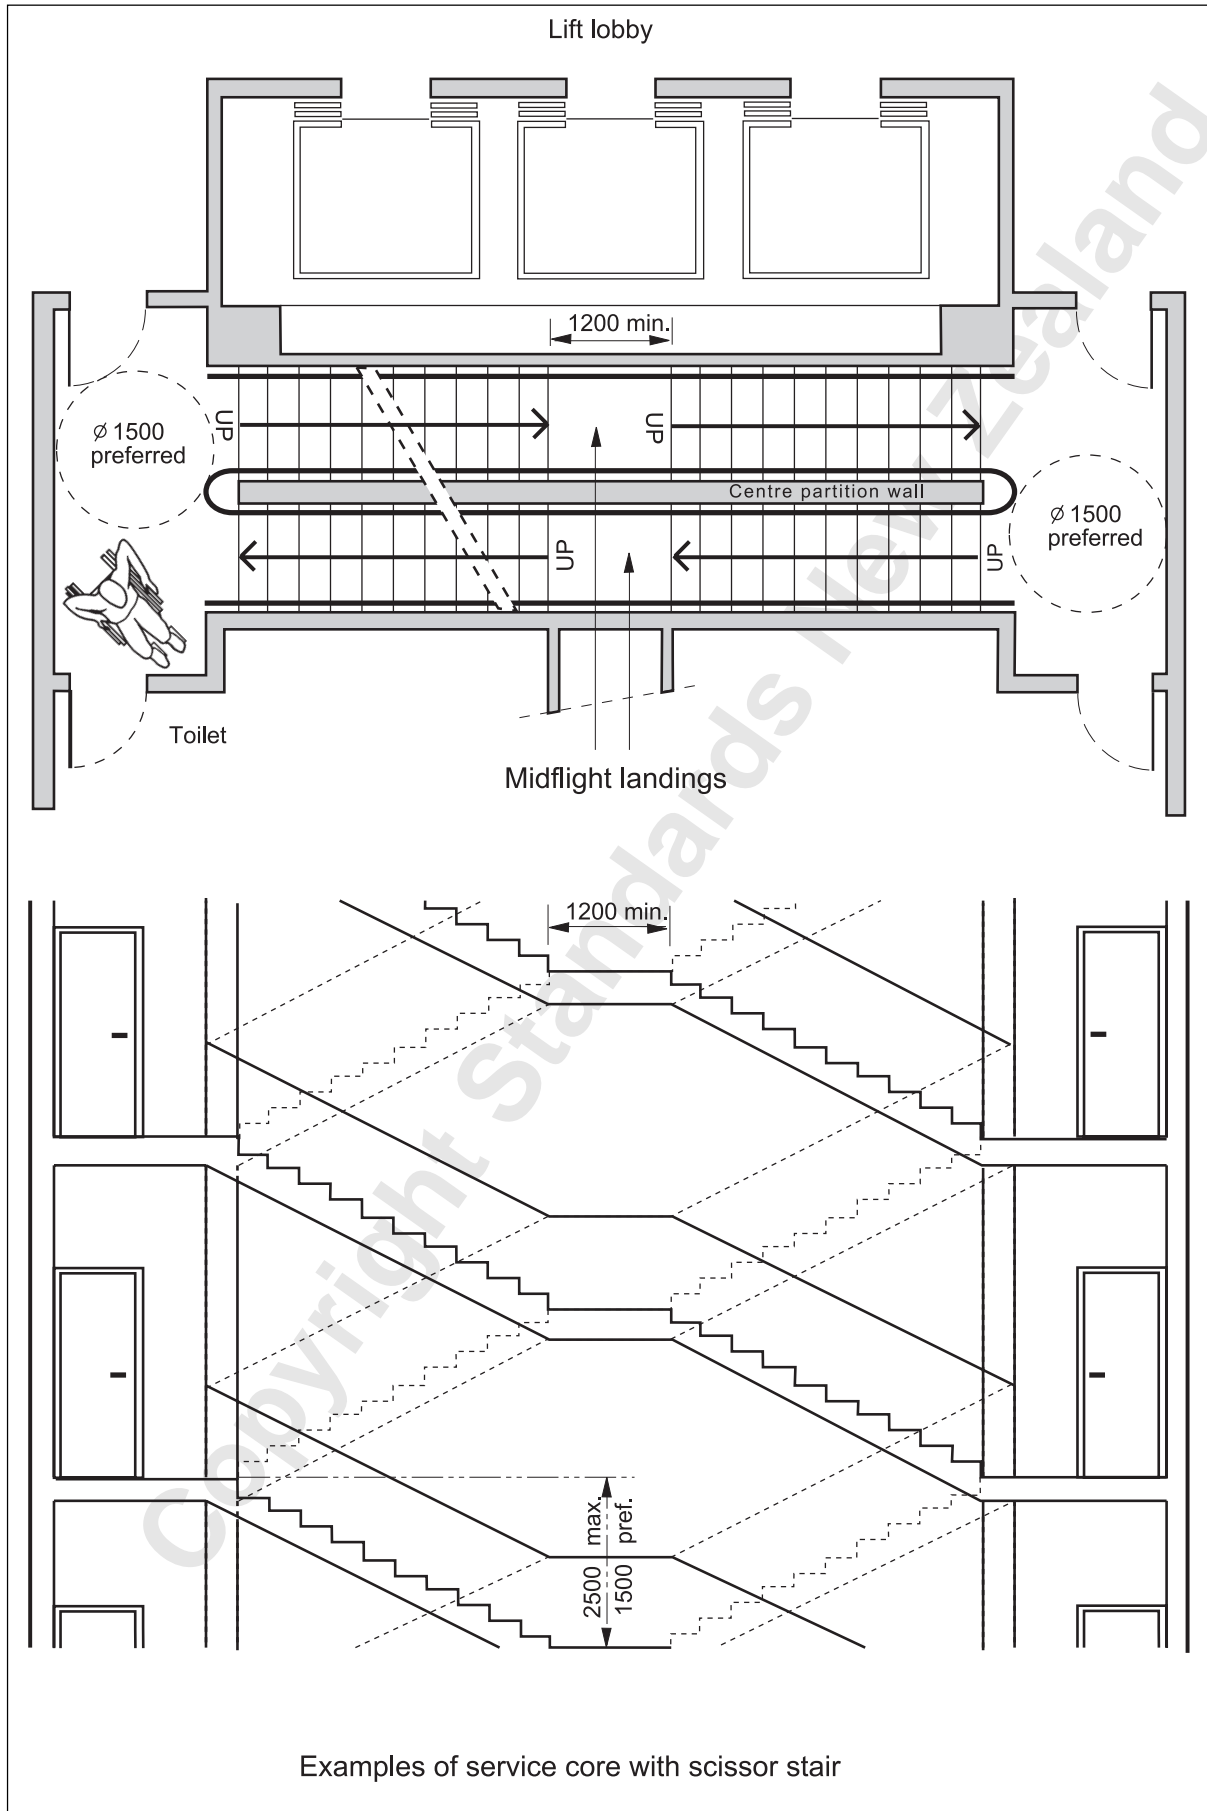 Lift lobby
1200 min.
UP
UP
Ø 1500
preferred
Centre partition wall
Ø 1500
preferred
UP
UP
Toilet
Midflight landings
1200 min.
2500 max.
1500 pref.
Examples of service core with scissor stair
Copyright Standards New Zealand